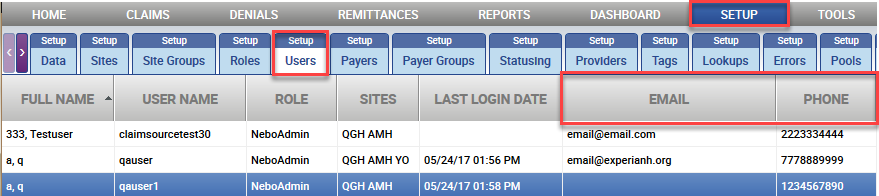 HOME CLAIMS DENIALS REMITTANCES REPORTS DASHBOARD SETUP TOOLS
Setup Setup Setup Setup Setup Setup Setup Setup Setup Setup Setup Setup Setup
Data Sites Site Groups Roles Users Payers Payer Groups Statusing Providers Tags Lookups Errors Pools
FULL NAME USER NAME ROLE SITES LAST LOGIN DATE EMAIL PHONE
333, Testuser claimsourcetest30 NeboAdmin QGH AMH email@email.com 2223334444
a, q qauser NeboAdmin QGH AMH YO 05/24/17 01:56 PM email@experianh.org 7778889999
a, q qauser1 NeboAdmin QGH AMH 05/24/17 01:58 PM 1234567890